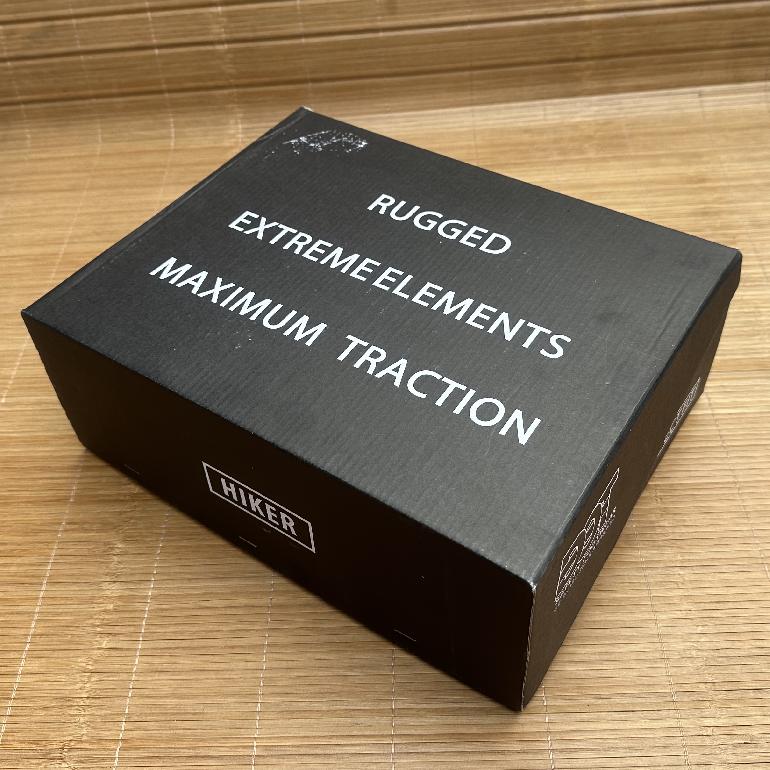 RUGGED
EXTREME ELEMENTS
MAXIMUM TRACTION
HIKER